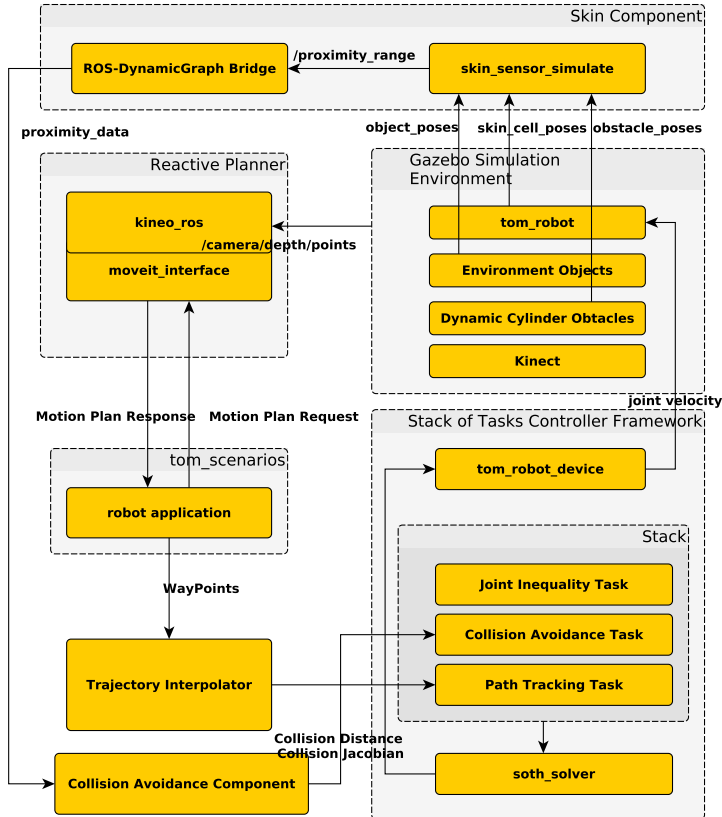 Skin Component
/proximity_range
ROS-DynamicGraph Bridge
skin_sensor_simulate
proximity_data
object_poses
skin_cell_poses
obstacle_poses
Reactive Planner
Gazebo Simulation
Environment
kineo_ros
tom_robot
/camera/depth/points
moveit_interface
Environment Objects
Dynamic Cylinder Obtacles
Kinect
joint velocity
Motion Plan Response
Motion Plan Request
Stack of Tasks Controller Framework
tom_scenarios
tom_robot_device
robot application
Stack
Joint Inequality Task
WayPoints
Collision Avoidance Task
Trajectory Interpolator
Path Tracking Task
Collision Distance
Collision Jacobian
Collision Avoidance Component
soth_solver